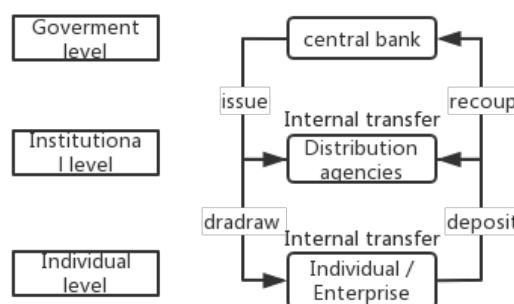 Goverment
level
central bank
issue
recoup
Internal transfer
Institutiona
l level
Distribution
agencies
dradraw
deposit
Internal transfer
Individual
level
Individual /
Enterprise